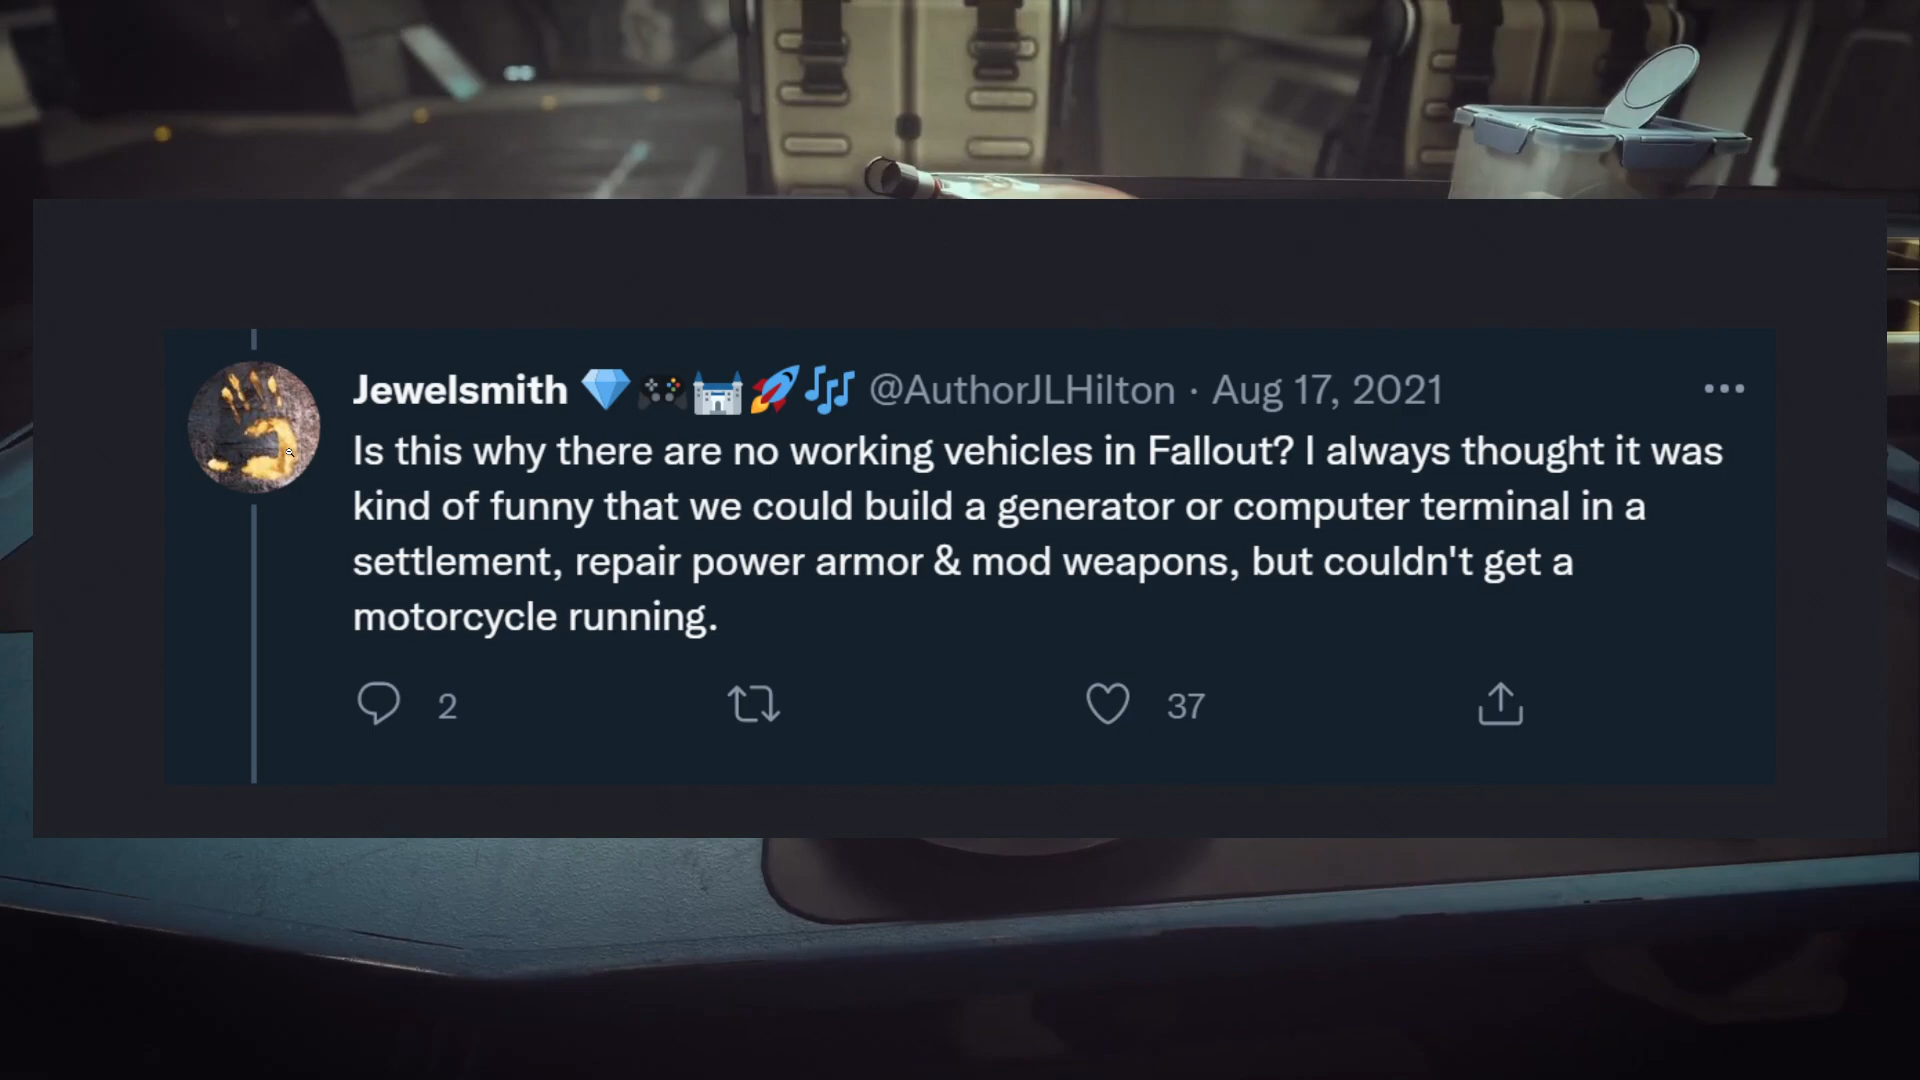 Jewelsmith 💎🎮🏰🚀🎶 @AuthorJLHilton · Aug 17, 2021
Is this why there are no working vehicles in Fallout? I always thought it was
kind of funny that we could build a generator or computer terminal in a
settlement, repair power armor & mod weapons, but couldn't get a
motorcycle running.
2 37